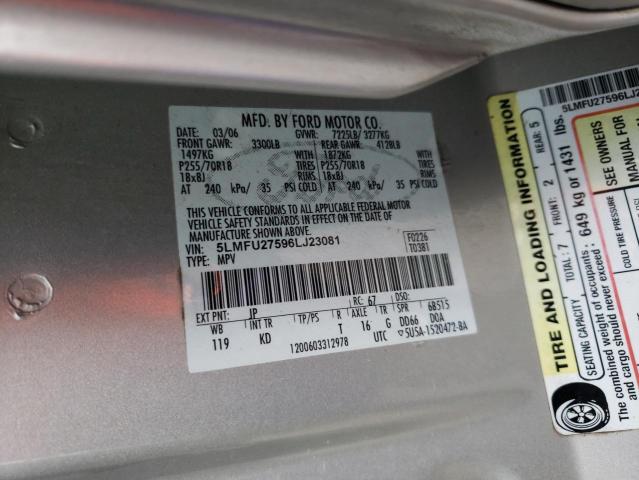 MFD. BY FORD MOTOR CO.
DATE: 03/06 GVWR: 7225LB/ 3277KG
FRONT GAWR: 3300LB REAR GAWR: 4128LB
1497KG WITH 1872KG WITH
P255/70R18 TIRES P255/70R18 TIRES
18x8J RIMS 18x8J RIMS
AT 240 kPa/ 35 PSI COLD AT 240 kPa/ 35 PSI COLD
THIS VEHICLE CONFORMS TO ALL APPLICABLE FEDERAL MOTOR
VEHICLE SAFETY STANDARDS IN EFFECT ON THE DATE OF
MANUFACTURE SHOWN ABOVE.
VIN: 5LMFU27596LJ23081 F0226
TYPE: MPV T0381
EXT PNT: JP RC: 67 DSO:
WB INT TR TP/PS R AXLE TR SPR 6B515
119 KD T 16 G DD66 DOA
1200603312978 UTC 5U5A-1520472-BA
5LMFU27596LJ2
TIRE AND LOADING INFORMATION
SEATING CAPACITY TOTAL: 7 FRONT: 2 REAR: 5
The combined weight of occupants : 649 kg or 1431 lbs.
and cargo should never exceed :
COLD TIRE PRESSURE
SEE OWNERS
MANUAL